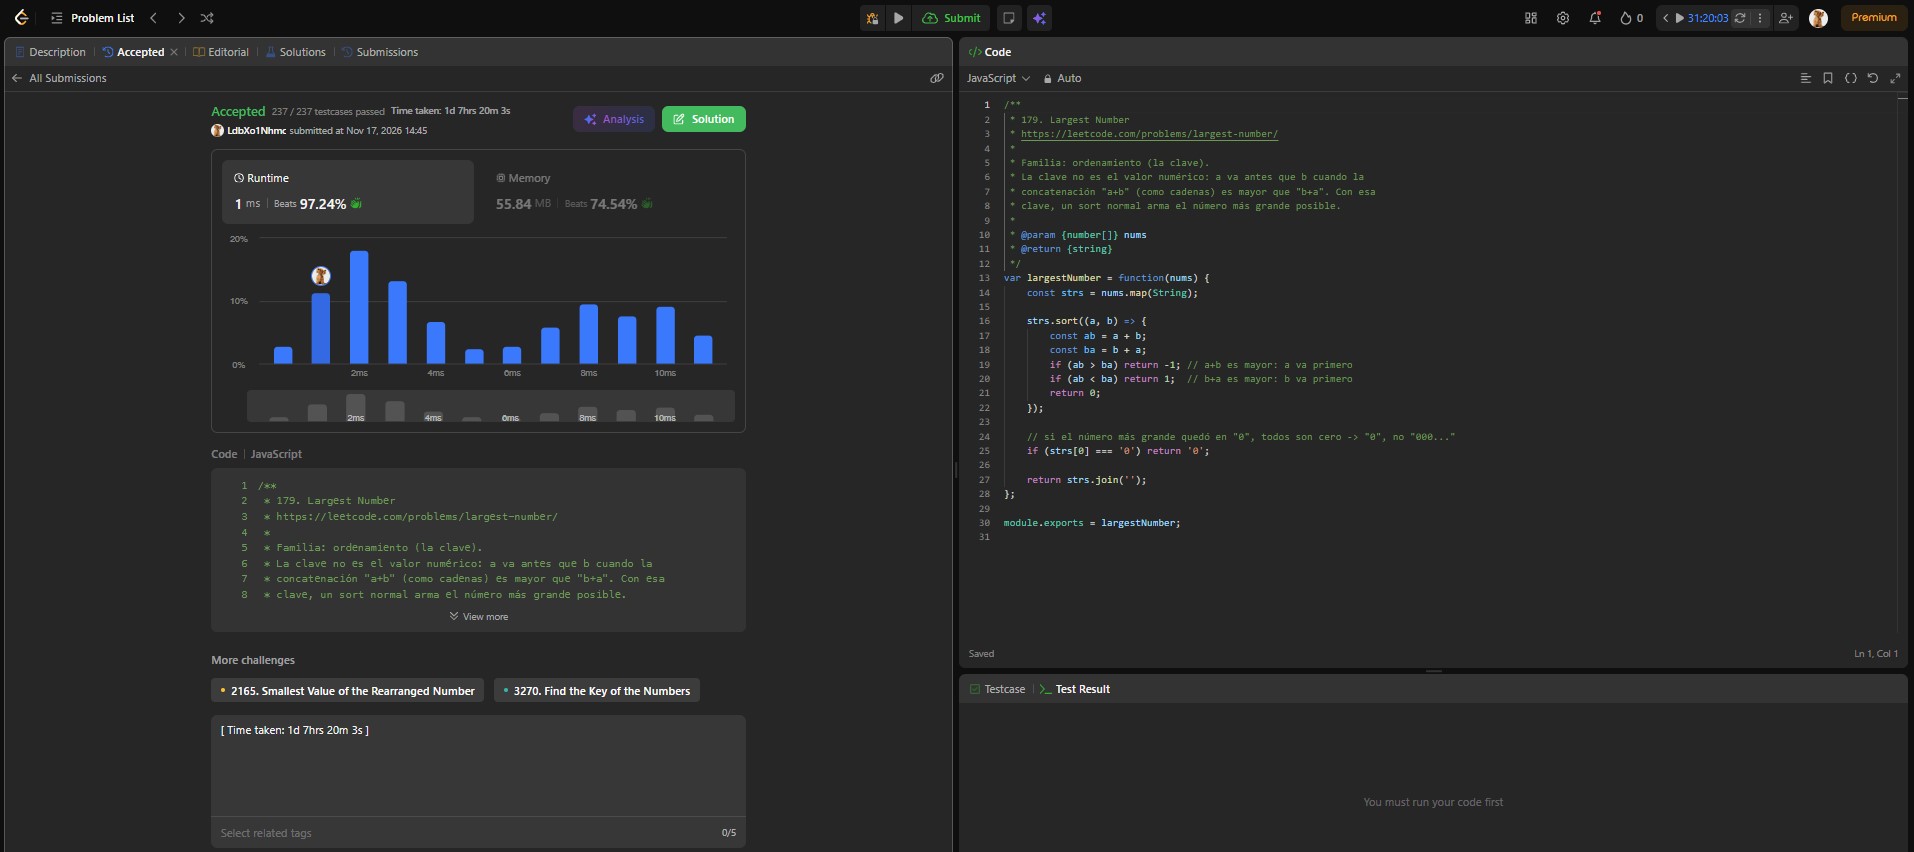 Problem List
Submit
0
31:20:03
Premium
Description
Accepted
Editorial
Solutions
Submissions
All Submissions
Accepted 237 / 237 testcases passed Time taken: 1d 7hrs 20m 3s
LdbXo1Nhmc submitted at Nov 17, 2026 14:45
Analysis
Solution
Runtime
1 ms | Beats 97.24%
Memory
55.84 MB | Beats 74.54%
20%
10%
0%
2ms 4ms 6ms 8ms 10ms
2ms 4ms 6ms 8ms 10ms
Code | JavaScript
1 /**
2 * 179. Largest Number
3 * https://leetcode.com/problems/largest-number/
4 *
5 * Familia: ordenamiento (la clave).
6 * La clave no es el valor numérico: a va antes que b cuando la
7 * concatenación "a+b" (como cadenas) es mayor que "b+a". Con esa
8 * clave, un sort normal arma el número más grande posible.
View more
More challenges
2165. Smallest Value of the Rearranged Number
3270. Find the Key of the Numbers
[ Time taken: 1d 7hrs 20m 3s ]
Select related tags
0/5
</> Code
JavaScript
Auto
1 /**
2 * 179. Largest Number
3 * https://leetcode.com/problems/largest-number/
4 *
5 * Familia: ordenamiento (la clave).
6 * La clave no es el valor numérico: a va antes que b cuando la
7 * concatenación "a+b" (como cadenas) es mayor que "b+a". Con esa
8 * clave, un sort normal arma el número más grande posible.
9 *
10 * @param {number[]} nums
11 * @return {string}
12 */
13 var largestNumber = function(nums) {
14 const strs = nums.map(String);
15
16 strs.sort((a, b) => {
17 const ab = a + b;
18 const ba = b + a;
19 if (ab > ba) return -1; // a+b es mayor: a va primero
20 if (ab < ba) return 1;  // b+a es mayor: b va primero
21 return 0;
22 });
23
24 // si el número más grande quedó en "0", todos son cero -> "0", no "000..."
25 if (strs[0] === '0') return '0';
26
27 return strs.join('');
28 };
29
30 module.exports = largestNumber;
31
Saved
Ln 1, Col 1
Testcase
Test Result
You must run your code first